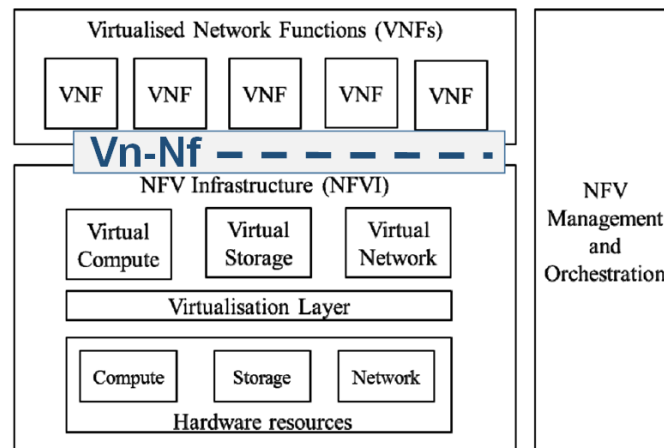 Virtualised Network Functions (VNFs)
VNF VNF VNF VNF VNF
Vn-Nf
NFV Infrastructure (NFVI)
Virtual Compute
Virtual Storage
Virtual Network
Virtualisation Layer
Compute Storage Network
Hardware resources
NFV
Management
and
Orchestration